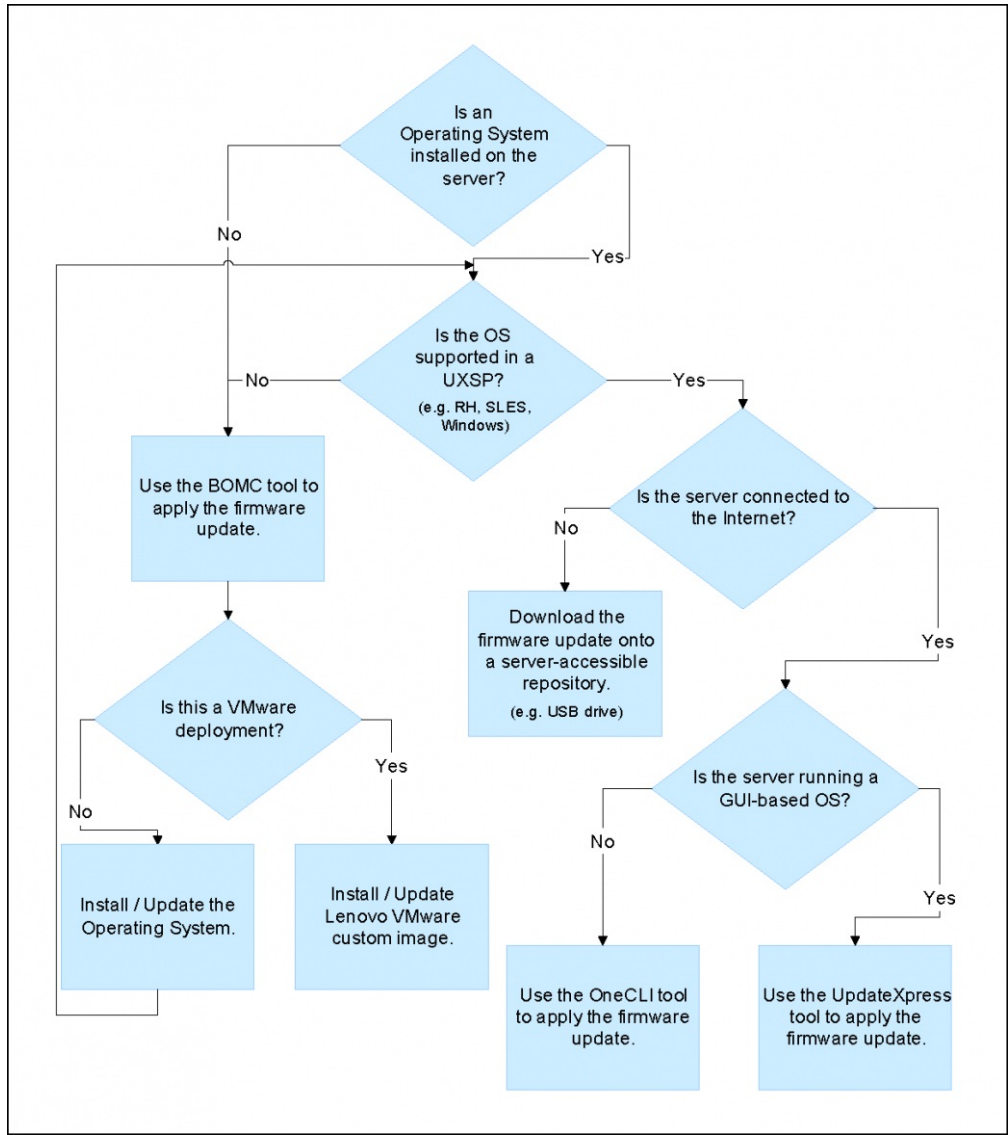 Is an
Operating System
installed on the
server?
No
Yes
Is the OS
supported in a
UXSP?
(e.g. RH, SLES,
Windows)
No
Yes
Use the BOMC tool to
apply the firmware
update.
Is the server connected to
the Internet?
No
Yes
Download the
firmware update onto
a server-accessible
repository.
(e.g. USB drive)
Is this a VMware
deployment?
No
Yes
Is the server running a
GUI-based OS?
No
Yes
Install / Update the
Operating System.
Install / Update
Lenovo VMware
custom image.
Use the OneCLI tool
to apply the firmware
update.
Use the UpdateXpress
tool to apply the
firmware update.